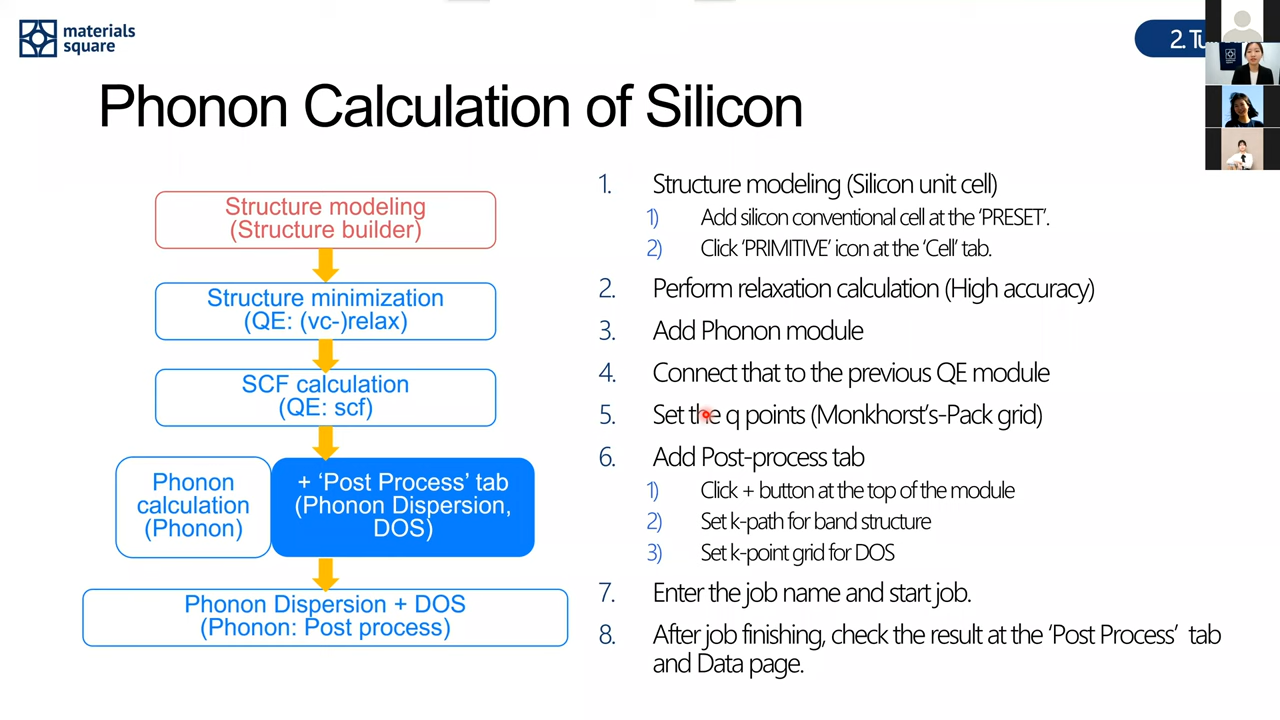 materials
square
2. Tu
Phonon Calculation of Silicon
Structure modeling
(Structure builder)
Structure minimization
(QE: (vc-)relax)
SCF calculation
(QE: scf)
Phonon
calculation
(Phonon)
+ ‘Post Process’ tab
(Phonon Dispersion,
DOS)
Phonon Dispersion + DOS
(Phonon: Post process)
1. Structure modeling (Silicon unit cell)
1) Add silicon conventional cell at the ‘PRESET’.
2) Click ‘PRIMITIVE’ icon at the ‘Cell’ tab.
2. Perform relaxation calculation (High accuracy)
3. Add Phonon module
4. Connect that to the previous QE module
5. Set the q points (Monkhorst’s-Pack grid)
6. Add Post-process tab
1) Click + button at the top of the module
2) Set k-path for band structure
3) Set k-point grid for DOS
7. Enter the job name and start job.
8. After job finishing, check the result at the ‘Post Process’ tab
and Data page.